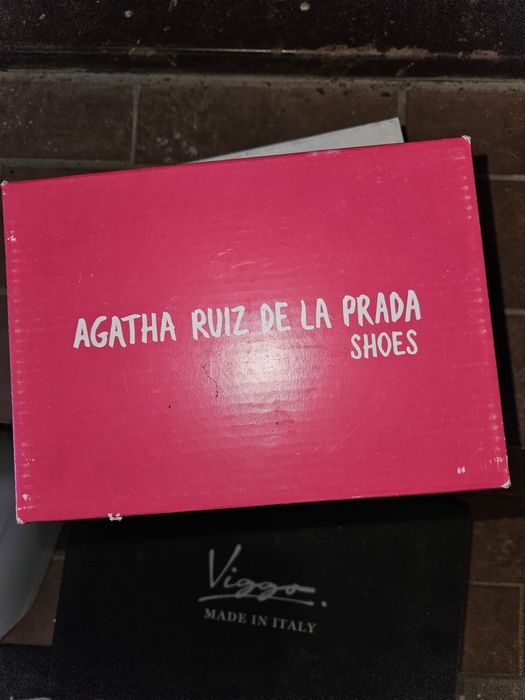 AGATHA RUIZ DE LA PRADA
SHOES
Viggo.
MADE IN ITALY